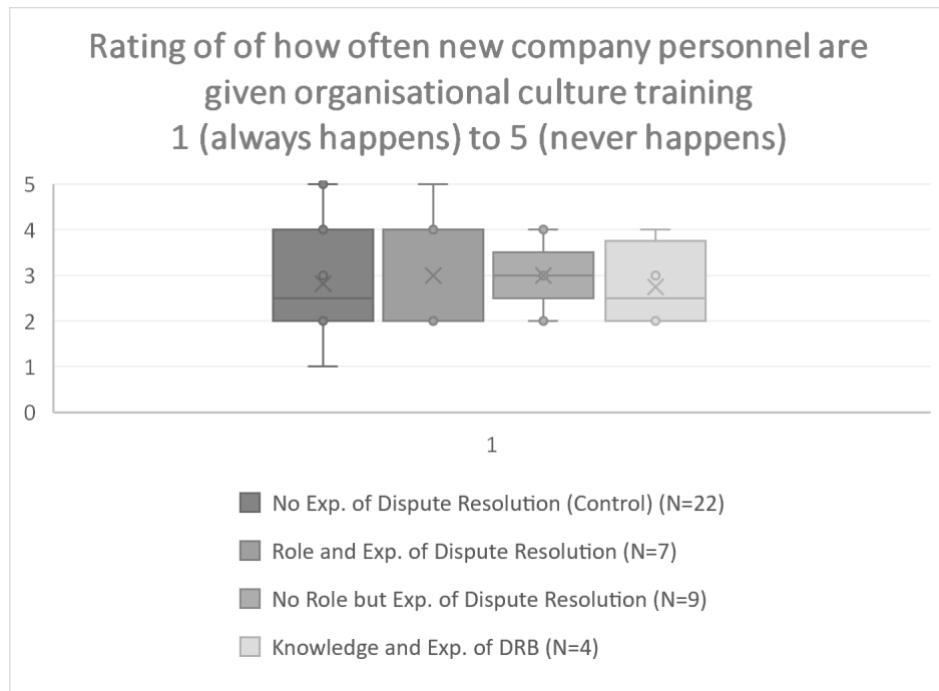 Rating of of how often new company personnel are
given organisational culture training
1 (always happens) to 5 (never happens)
5
4
3
2
1
0
1
No Exp. of Dispute Resolution (Control) (N=22)
Role and Exp. of Dispute Resolution (N=7)
No Role but Exp. of Dispute Resolution (N=9)
Knowledge and Exp. of DRB (N=4)